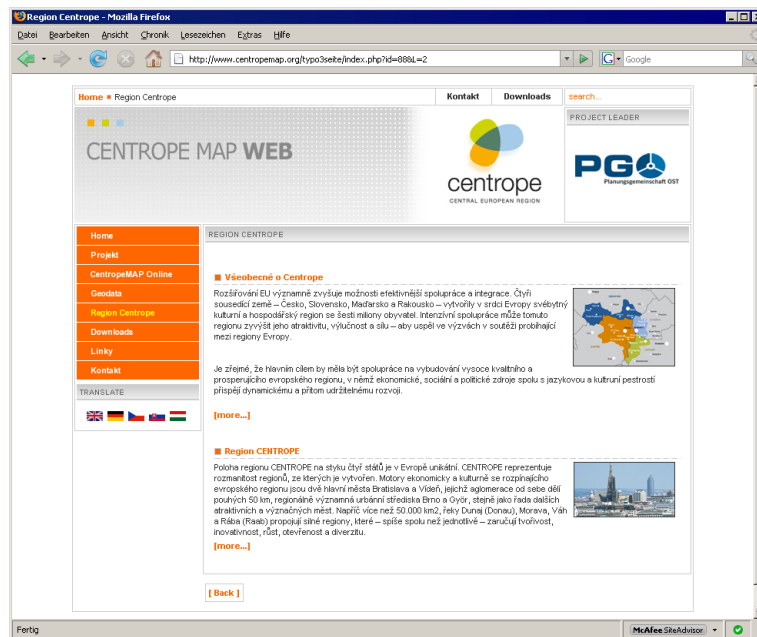 Region Centrope - Mozilla Firefox
Datei Bearbeiten Ansicht Chronik Lesezeichen Extras Hilfe
http://www.centropemap.org/typo3seite/index.php?id=88&L=2
G Google
Home Region Centrope
Kontakt Downloads search...
CENTROPE MAP WEB
centrope
CENTRAL EUROPEAN REGION
PROJECT LEADER
PGO
Planungsgemeinschaft OST
Home
Projekt
CentropeMAP Online
Geodata
Region Centrope
Downloads
Linky
Kontakt
TRANSLATE
REGION CENTROPE
Všeobecné o Centrope
Rozšiřování EU významně zvyšuje možnosti efektivnější spolupráce a integrace. Čtyři
sousedící země – Česko, Slovensko, Maďarsko a Rakousko – vytvořily v srdci Evropy svébytný
kulturní a hospodářský region se šesti miliony obyvatel. Intenzívní spolupráce může tomuto
regionu zyvýšit jeho atraktivitu, výlučnost a sílu – aby uspěl ve výzvách v soutěži probíhající
mezi regiony Evropy.
Je zřejmé, že hlavním cílem by měla být spolupráce na vybudování vysoce kvalitního a
prosperujícího evropského regionu, v němž ekonomické, sociální a politické zdroje spolu s jazykovou a kultruní pestrostí
přispějí dynamickému a přitom udržitelnému rozvoji.
[more...]
Region CENTROPE
Poloha regionu CENTROPE na styku čtyř států je v Evropě unikátní. CENTROPE reprezentuje
rozmanitost regionů, ze kterých je vytvořen. Motory ekonomicky a kulturně se rozpínajícího
evropského regionu jsou dvě hlavní města Bratislava a Vídeň, jejichž aglomerace od sebe dělí
pouhých 50 km, regionálně významná urbánní střediska Brno a Györ, stejně jako řada dalších
atraktivních a význačných měst. Napříč více než 50.000 km2, řeky Dunaj (Donau), Morava, Váh
a Rába (Raab) propojují silné regiony, které – spíše spolu než jednotlivě – zaručují tvořivost,
inovativnost, růst, otevřenost a diverzitu.
[more...]
[ Back ]
Fertig
McAfee SiteAdvisor